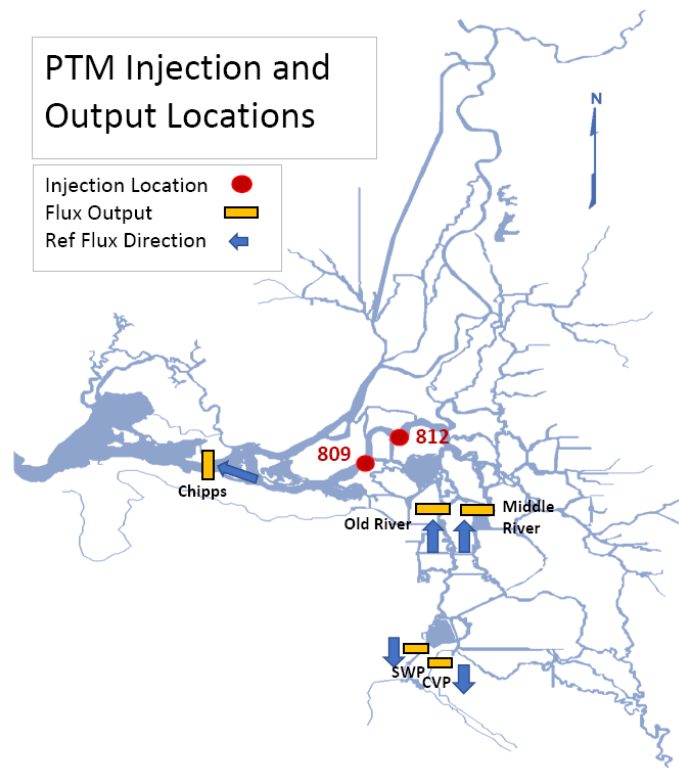 PTM Injection and
Output Locations
Injection Location
Flux Output
Ref Flux Direction
N
812
809
Chipps
Old River
Middle
River
SWP
CVP